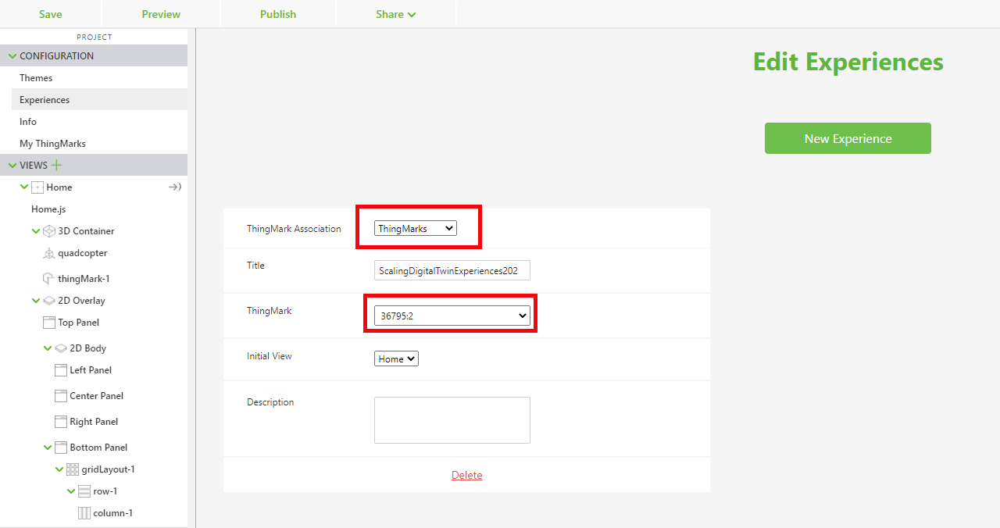 Save Preview Publish Share
PROJECT
CONFIGURATION
Themes
Experiences
Info
My ThingMarks
VIEWS
Home
Home.js
3D Container
quadcopter
thingMark-1
2D Overlay
Top Panel
2D Body
Left Panel
Center Panel
Right Panel
Bottom Panel
gridLayout-1
row-1
column-1
Edit Experiences
New Experience
ThingMark Association ThingMarks
Title ScalingDigitalTwinExperiences202
ThingMark 36795:2
Initial View Home
Description
Delete